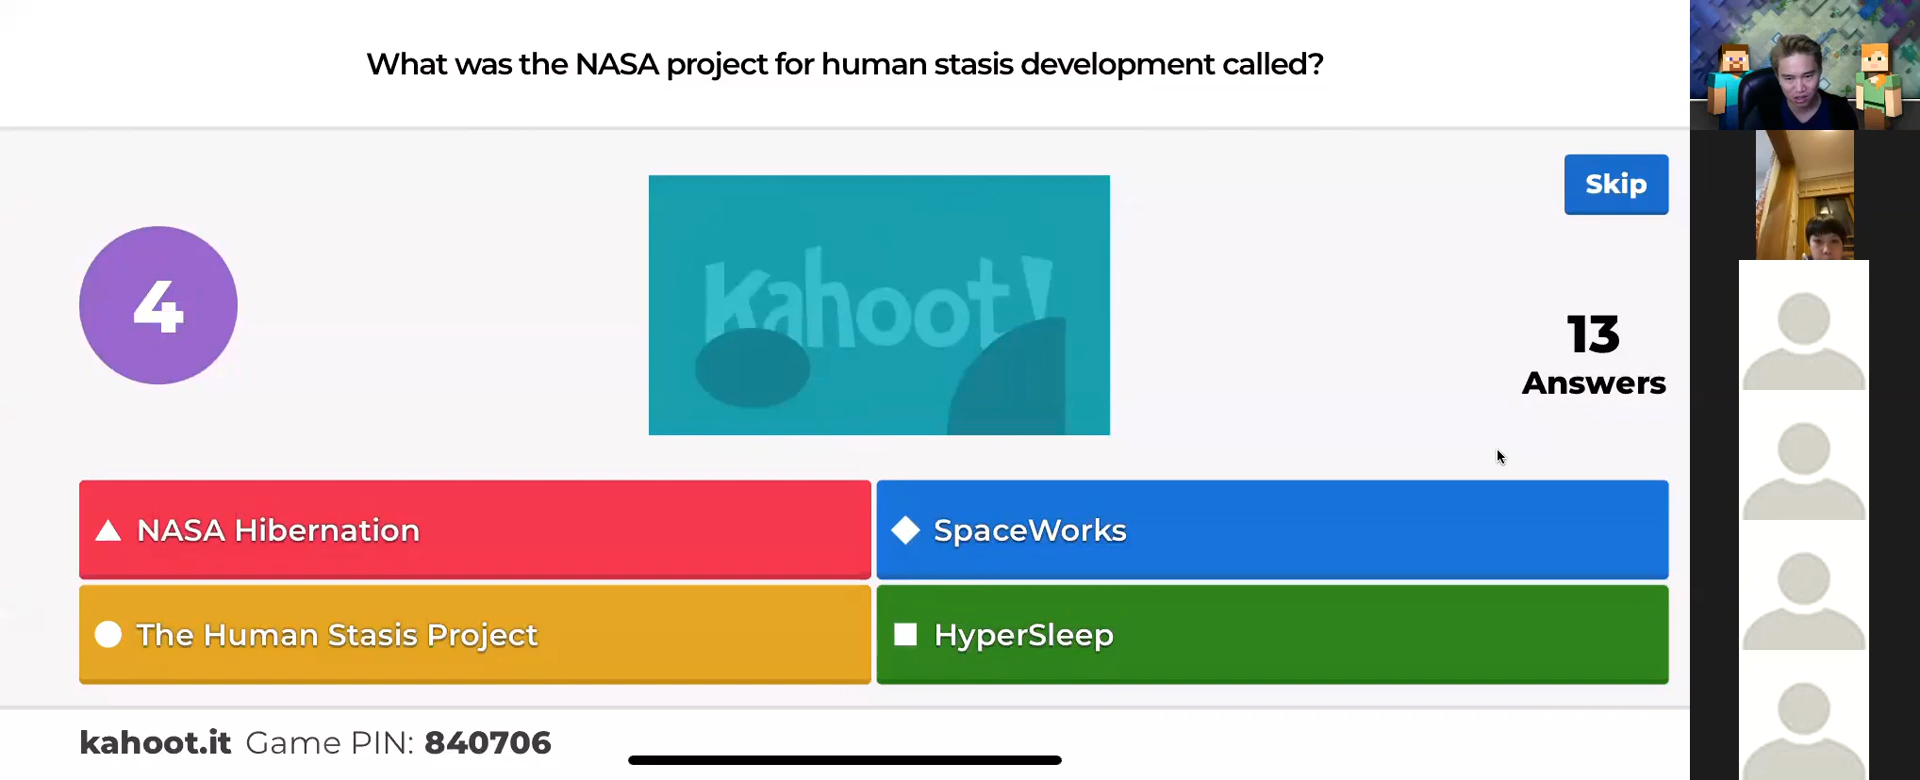 What was the NASA project for human stasis development called?
Skip
4
Kahoot!
13
Answers
NASA Hibernation
SpaceWorks
The Human Stasis Project
HyperSleep
kahoot.it Game PIN: 840706